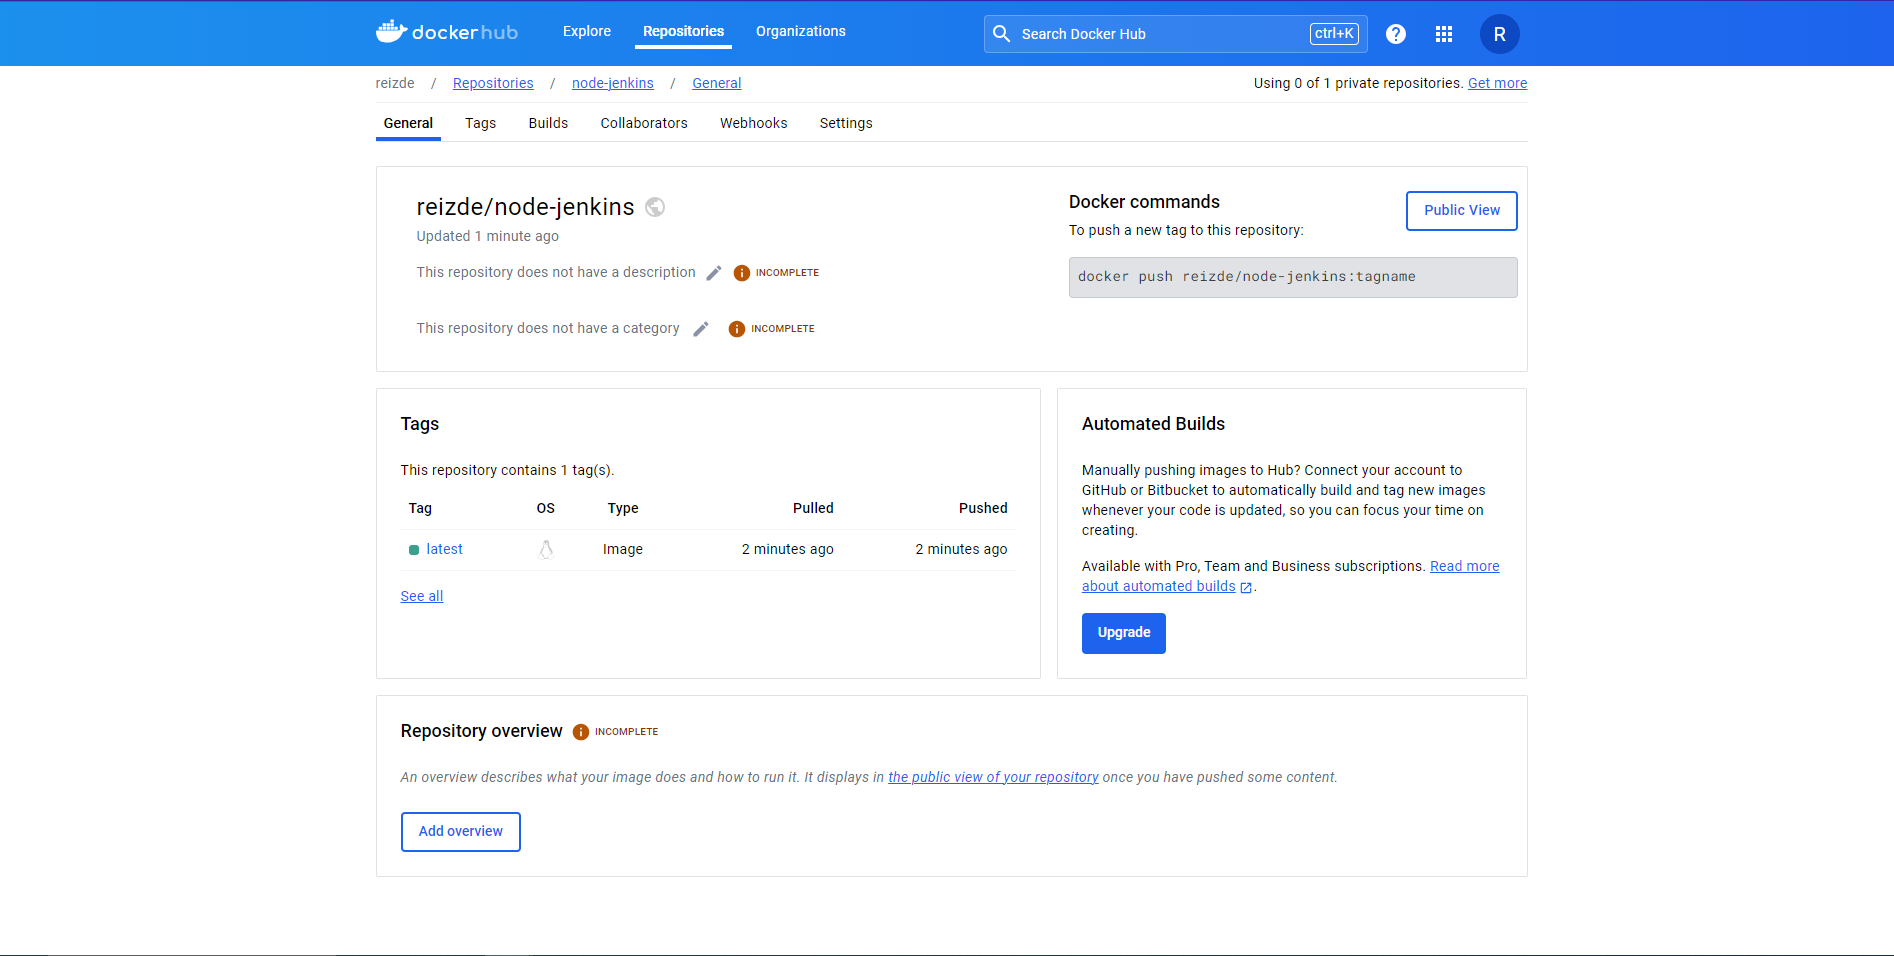 dockerhub
Explore Repositories Organizations
Search Docker Hub ctrl+K ? R
reizde / Repositories / node-jenkins / General
Using 0 of 1 private repositories. Get more
General Tags Builds Collaborators Webhooks Settings
reizde/node-jenkins
Updated 1 minute ago
This repository does not have a description INCOMPLETE
This repository does not have a category INCOMPLETE
Docker commands
Public View
To push a new tag to this repository:
docker push reizde/node-jenkins:tagname
Tags
This repository contains 1 tag(s).
Tag OS Type Pulled Pushed
latest Image 2 minutes ago 2 minutes ago
See all
Automated Builds
Manually pushing images to Hub? Connect your account to
GitHub or Bitbucket to automatically build and tag new images
whenever your code is updated, so you can focus your time on
creating.
Available with Pro, Team and Business subscriptions. Read more
about automated builds .
Upgrade
Repository overview INCOMPLETE
An overview describes what your image does and how to run it. It displays in the public view of your repository once you have pushed some content.
Add overview